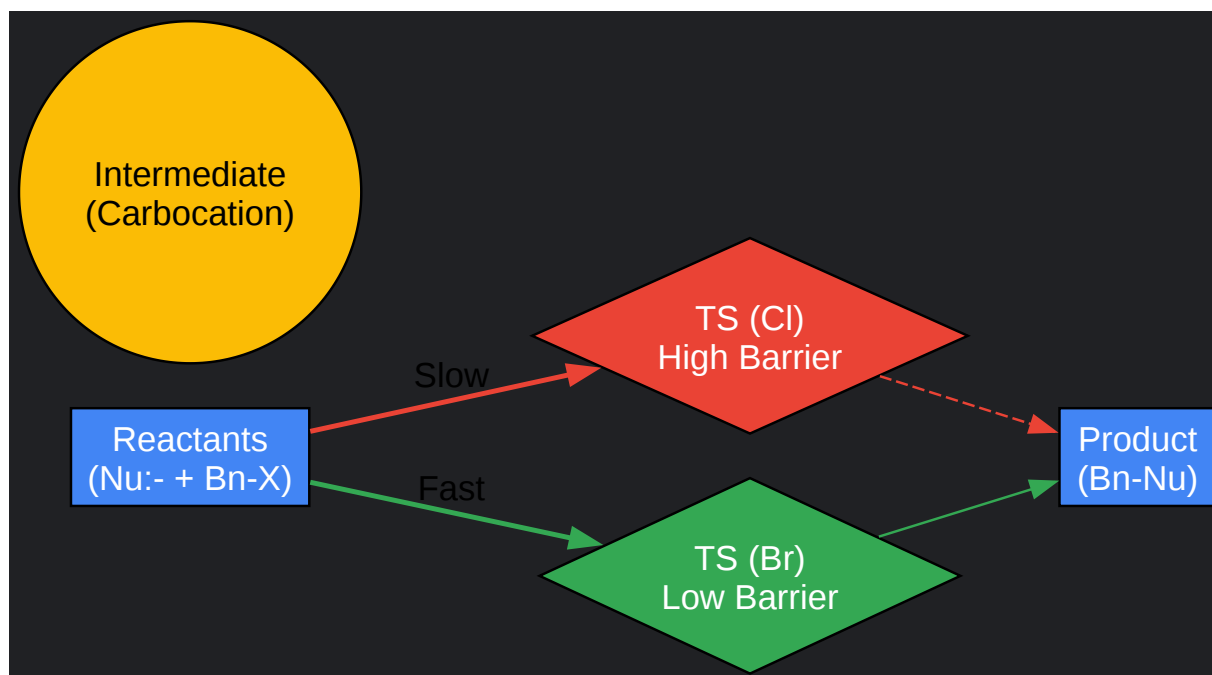 Intermediate
(Carbocation)
TS (Cl)
High Barrier
Slow
Reactants
(Nu:- + Bn-X)
Product
(Bn-Nu)
Fast
TS (Br)
Low Barrier